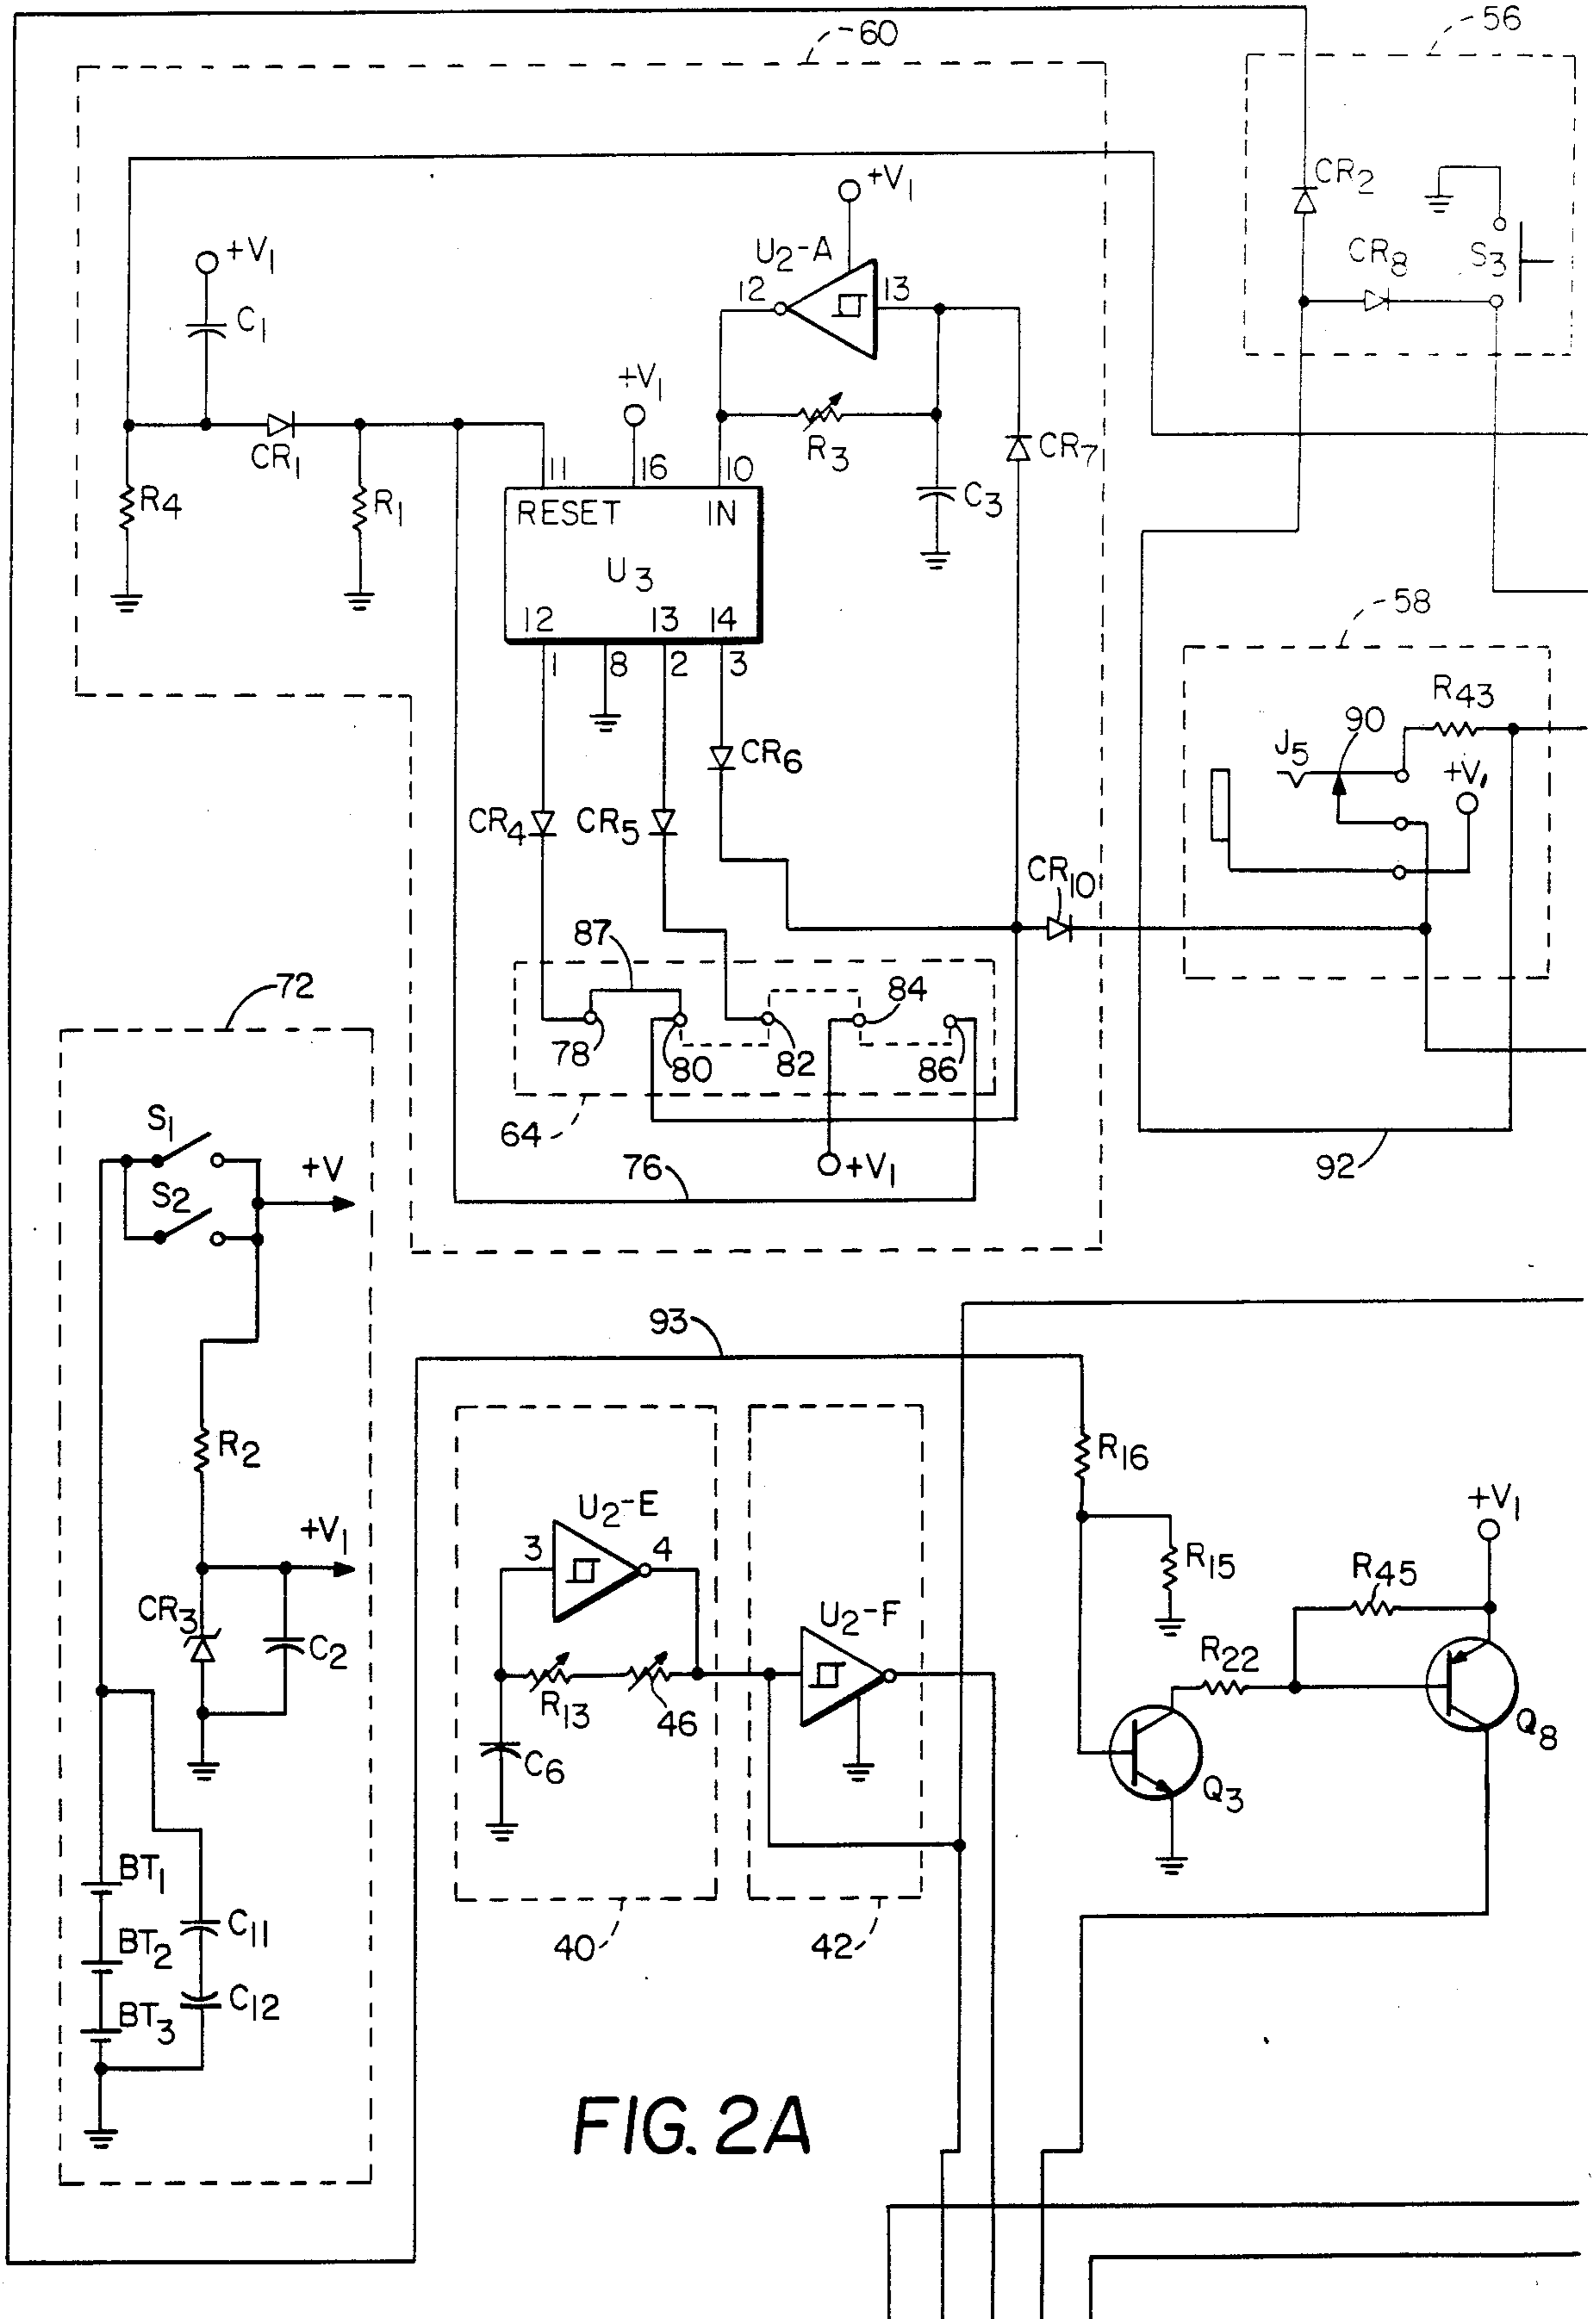 60
56
+V1
CR2
U2-A
+V1
12
13
CR8
S3
C1
+V1
R3
CR7
CR1
11
16
10
R4
R1
RESET
IN
C3
U3
12
13
14
1
8
2
3
58
R43
90
J5
+V1
CR6
CR4
CR5
CR10
87
72
84
78
80
82
86
64
S1
76
+V1
92
+V
S2
93
R2
R16
U2-E
+V1
+V1
3
4
R15
R45
CR3
U2-F
C2
R22
R13
46
Q8
C6
Q3
BT1
C11
BT2
40
42
C12
BT3
FIG. 2A